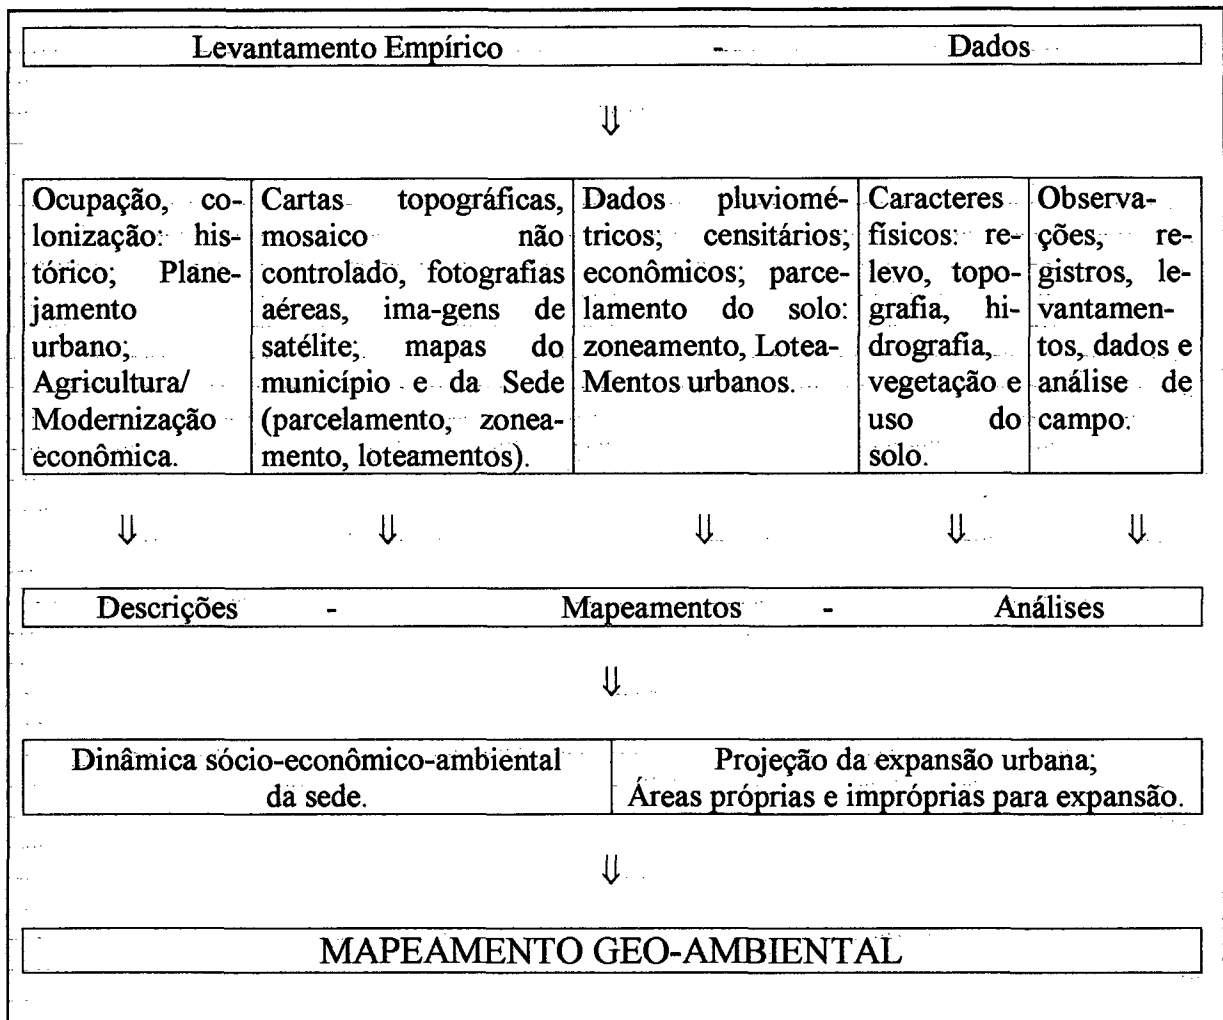 Levantamento Empírico - Dados
⇓
Ocupação, co-
lonização: his-
tórico; Plane-
jamento
urbano;
Agricultura/
Modernização
econômica.
Cartas topográficas,
mosaico não
controlado, fotografias
aéreas, ima-gens de
satélite; mapas do
município e da Sede
(parcelamento, zonea-
mento, loteamentos).
Dados pluviomé-
tricos; censitários;
econômicos; parce-
lamento do solo:
zoneamento, Lotea-
Mentos urbanos.
Caracteres
físicos: re-
levo, topo-
grafia, hi-
drografia,
vegetação e
uso do
solo.
Observa-
ções, re-
gistros, le-
vantamen-
tos, dados e
análise de
campo.
⇓ ⇓ ⇓ ⇓ ⇓
Descrições - Mapeamentos - Análises
⇓
Dinâmica sócio-econômico-ambiental
da sede.
Projeção da expansão urbana;
Áreas próprias e impróprias para expansão.
⇓
MAPEAMENTO GEO-AMBIENTAL